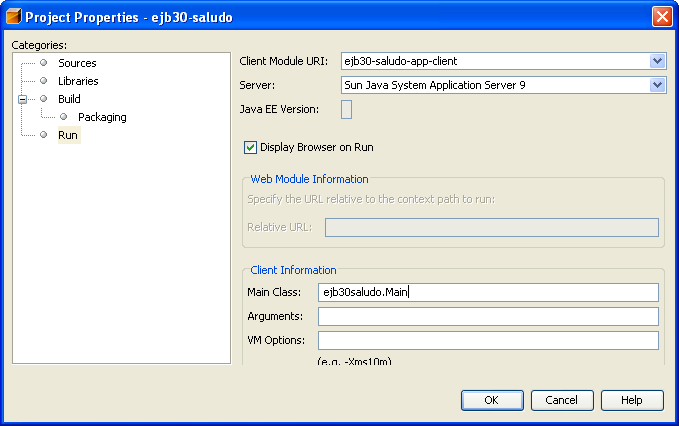 Project Properties - ejb30-saludo
Categories:
Sources
Libraries
Build
Packaging
Run
Client Module URI: ejb30-saludo-app-client
Server: Sun Java System Application Server 9
Java EE Version:
Display Browser on Run
Web Module Information
Specify the URL relative to the context path to run:
Relative URL:
Client Information
Main Class: ejb30saludo.Main
Arguments:
VM Options:
(e.g. -Xms10m)
OK Cancel Help